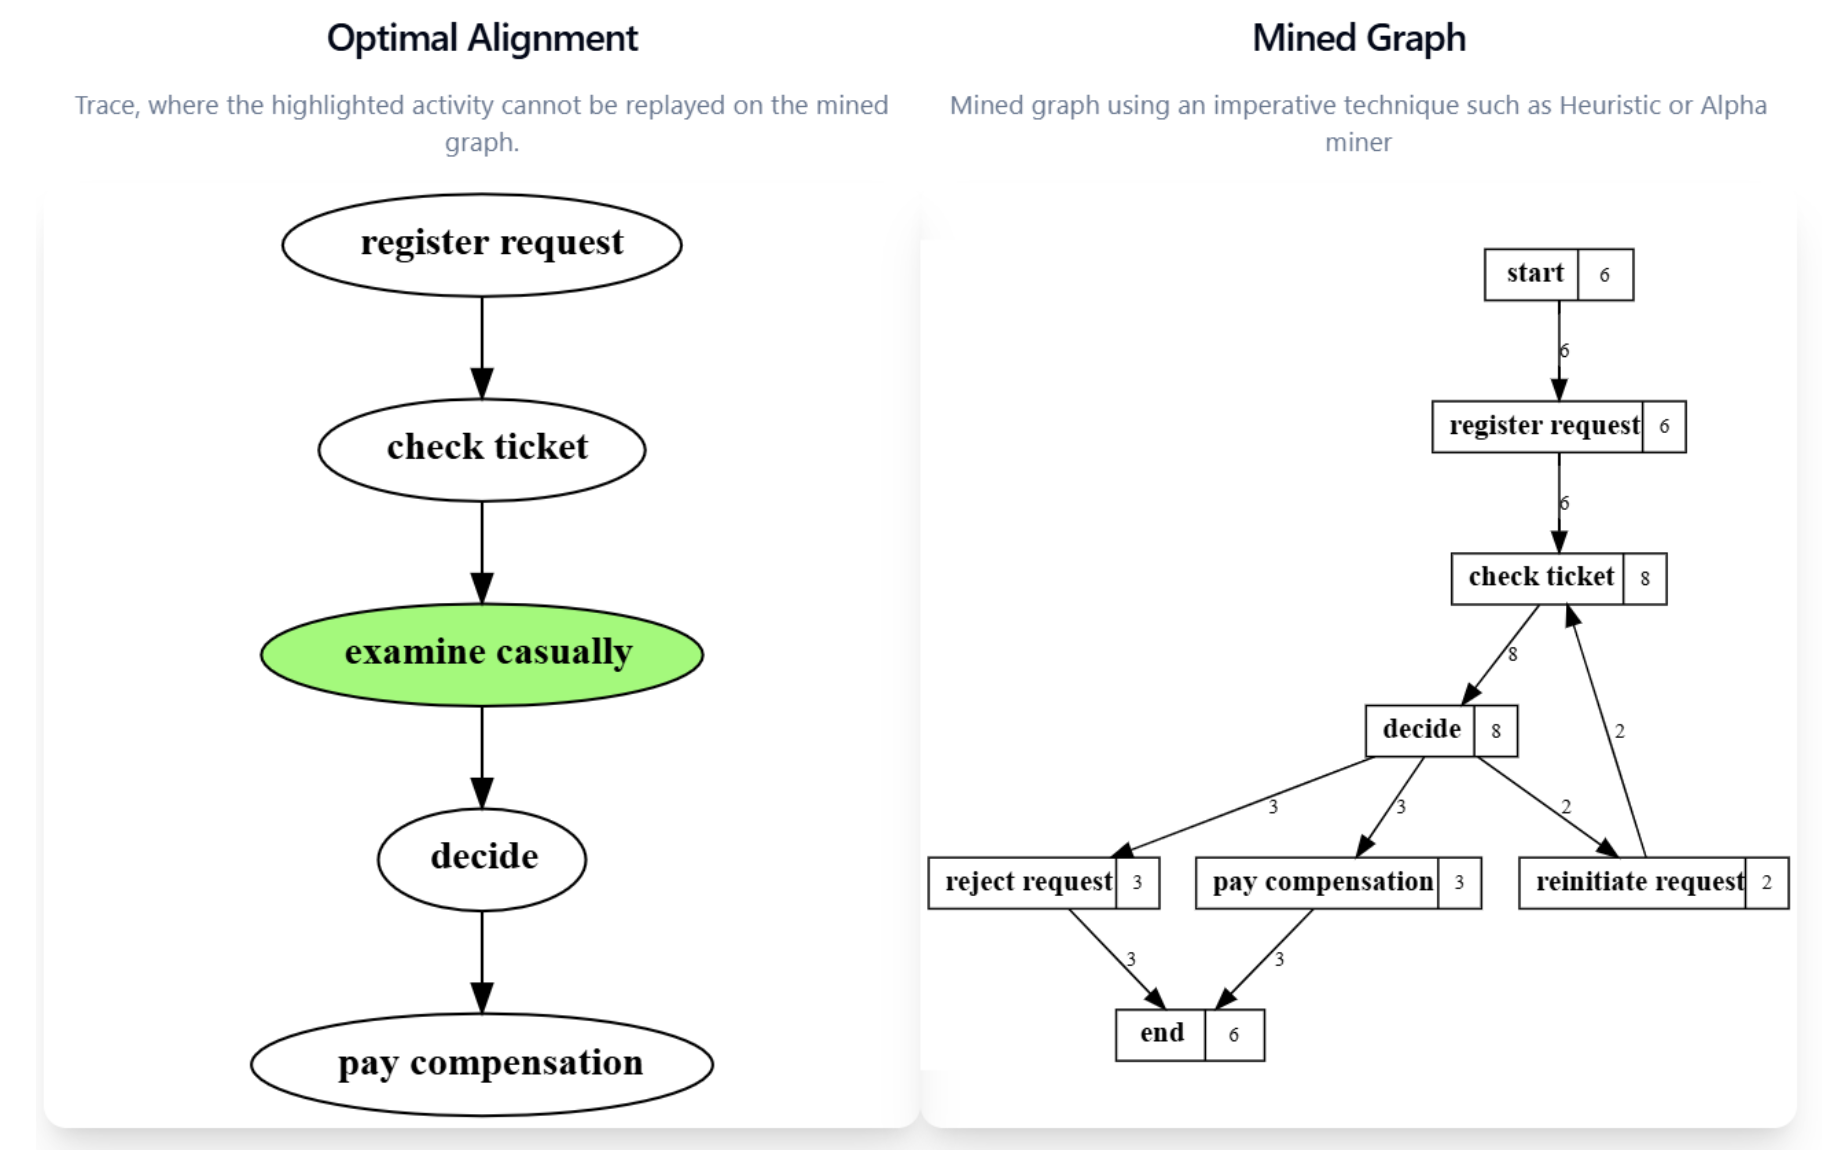 Optimal Alignment
Trace, where the highlighted activity cannot be replayed on the mined
graph.
register request
check ticket
examine casually
decide
pay compensation
Mined Graph
Mined graph using an imperative technique such as Heuristic or Alpha
miner
start 6
6
register request 6
6
check ticket 8
8
decide 8
2
3
3
2
reject request 3
pay compensation 3
reinitiate request 2
3
3
end 6